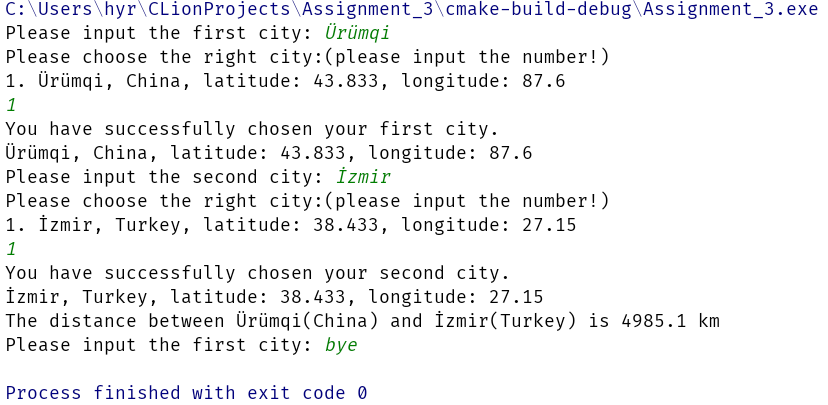 C:\Users\hyr\CLionProjects\Assignment_3\cmake-build-debug\Assignment_3.exe
Please input the first city: Ürümqi
Please choose the right city:(please input the number!)
1. Ürümqi, China, latitude: 43.833, longitude: 87.6
1
You have successfully chosen your first city.
Ürümqi, China, latitude: 43.833, longitude: 87.6
Please input the second city: İzmir
Please choose the right city:(please input the number!)
1. İzmir, Turkey, latitude: 38.433, longitude: 27.15
1
You have successfully chosen your second city.
İzmir, Turkey, latitude: 38.433, longitude: 27.15
The distance between Ürümqi(China) and İzmir(Turkey) is 4985.1 km
Please input the first city: bye
Process finished with exit code 0